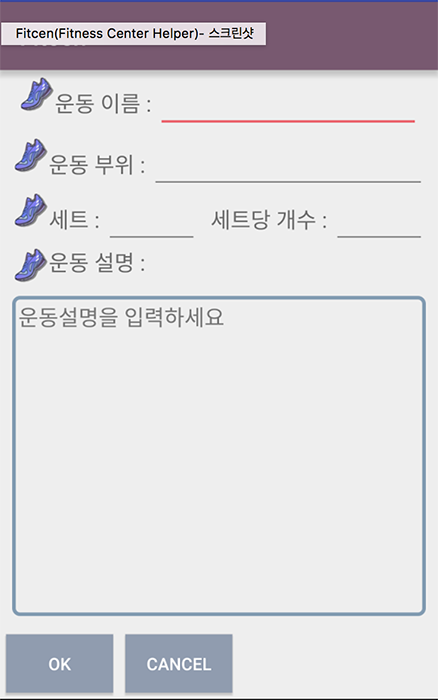 Fitcen(Fitness Center Helper)- 스크린샷
운동 이름 :
운동 부위 :
세트 : 세트당 개수 :
운동 설명 :
운동설명을 입력하세요
OK CANCEL